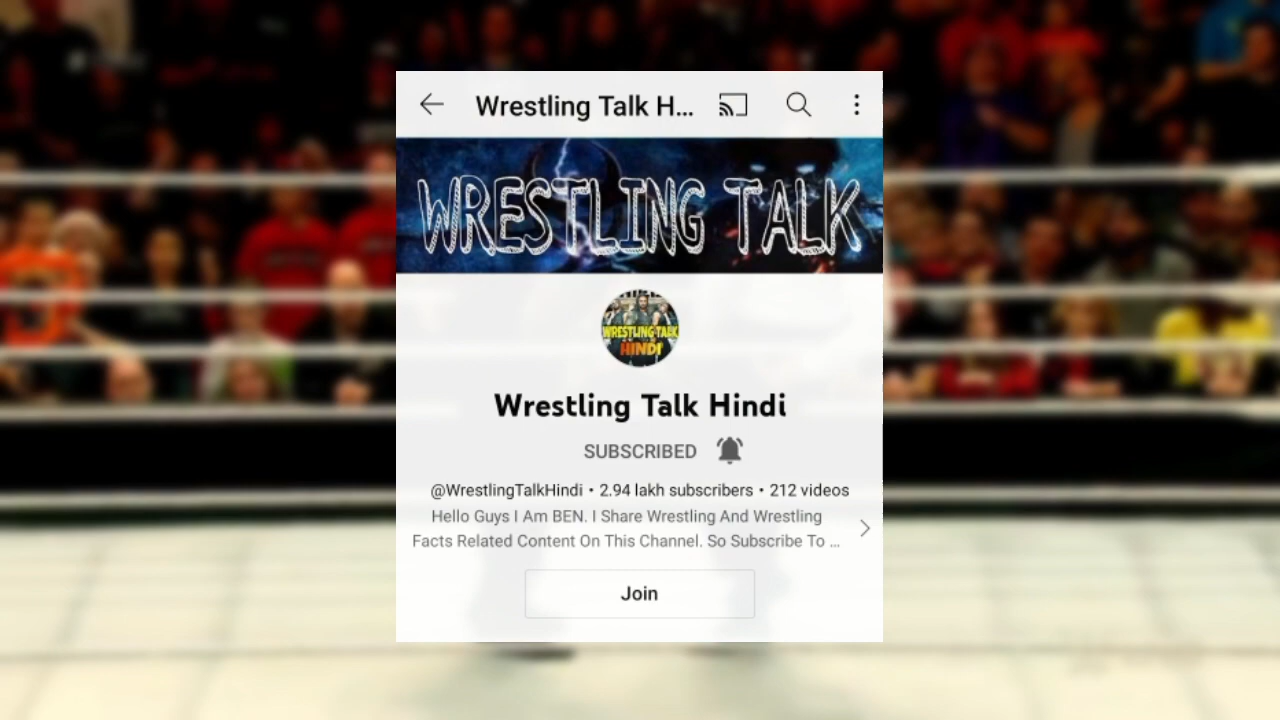 Wrestling Talk H...
WRESTLING TALK
WRESTLING TALK
HINDI
Wrestling Talk Hindi
SUBSCRIBED
@WrestlingTalkHindi • 2.94 lakh subscribers • 212 videos
Hello Guys I Am BEN. I Share Wrestling And Wrestling
Facts Related Content On This Channel. So Subscribe To ...
Join